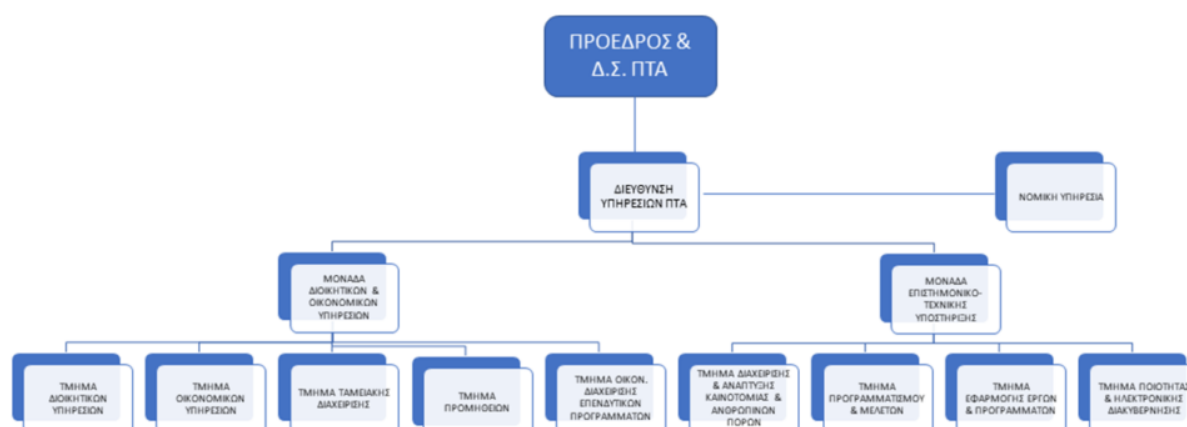 ΠΡΟΕΔΡΟΣ &
Δ.Σ. ΠΤΑ
ΔΙΕΥΘΥΝΣΗ
ΥΠΗΡΕΣΙΩΝ ΠΤΑ
ΝΟΜΙΚΗ ΥΠΗΡΕΣΙΑ
ΜΟΝΑΔΑ
ΔΙΟΙΚΗΤΙΚΩΝ &
ΟΙΚΟΝΟΜΙΚΩΝ
ΥΠΗΡΕΣΙΩΝ
ΜΟΝΑΔΑ
ΕΠΙΣΤΗΜΟΝΙΚΟ-
ΤΕΧΝΙΚΗΣ
ΥΠΟΣΤΗΡΙΞΗΣ
ΤΜΗΜΑ
ΔΙΟΙΚΗΤΙΚΩΝ
ΥΠΗΡΕΣΙΩΝ
ΤΜΗΜΑ
ΟΙΚΟΝΟΜΙΚΩΝ
ΥΠΗΡΕΣΙΩΝ
ΤΜΗΜΑ ΤΑΜΕΙΑΚΗΣ
ΔΙΑΧΕΙΡΙΣΗΣ
ΤΜΗΜΑ
ΠΡΟΜΗΘΕΙΩΝ
ΤΜΗΜΑ ΟΙΚΟΝ.
ΔΙΑΧΕΙΡΙΣΗΣ
ΕΠΕΝΔΥΤΙΚΩΝ
ΠΡΟΓΡΑΜΜΑΤΩΝ
ΤΜΗΜΑ ΔΙΑΧΕΙΡΙΣΗΣ
& ΑΝΑΠΤΥΞΗΣ
ΚΑΙΝΟΤΟΜΙΑΣ &
ΑΝΘΡΩΠΙΝΩΝ
ΠΟΡΩΝ
ΤΜΗΜΑ
ΠΡΟΓΡΑΜΜΑΤΙΣΜΟΥ
& ΜΕΛΕΤΩΝ
ΤΜΗΜΑ
ΕΦΑΡΜΟΓΗΣ ΕΡΓΩΝ
& ΠΡΟΓΡΑΜΜΑΤΩΝ
ΤΜΗΜΑ ΠΟΙΟΤΗΤΑΣ
& ΗΛΕΚΤΡΟΝΙΚΗΣ
ΔΙΑΚΥΒΕΡΝΗΣΗΣ